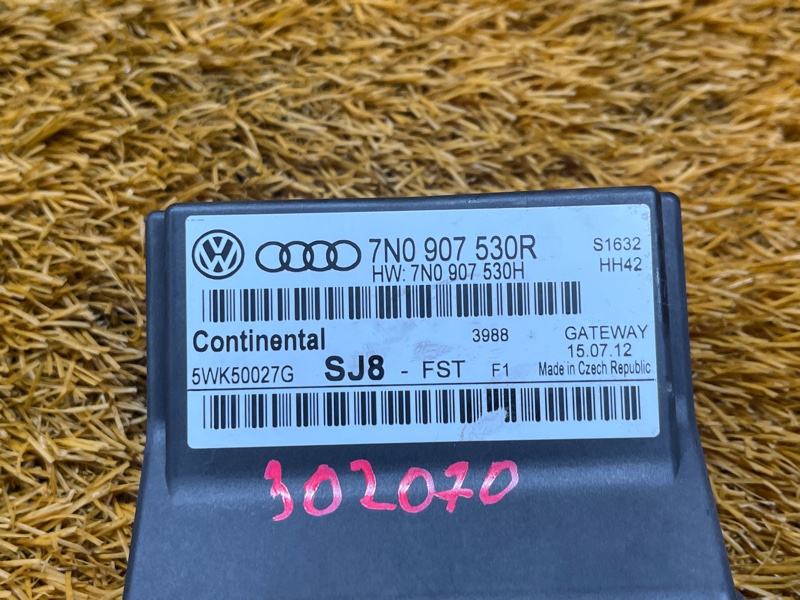 7N0 907 530R S1632
HW: 7N0 907 530H HH42
Continental 3988 GATEWAY
15.07.12
5WK50027G SJ8 - FST F1 Made in Czech Republic
302070